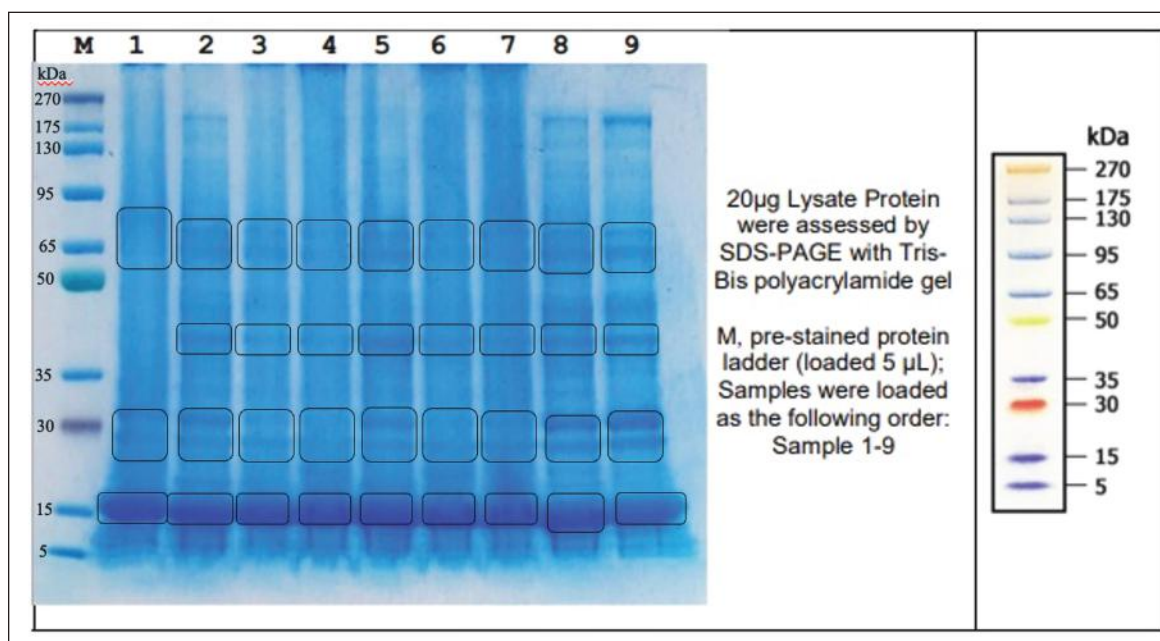 M 1 2 3 4 5 6 7 8 9
kDa
270
175
130
95
65
50
35
30
15
5
20µg Lysate Protein
were assessed by
SDS-PAGE with Tris-
Bis polyacrylamide gel
M, pre-stained protein
ladder (loaded 5 µL);
Samples were loaded
as the following order:
Sample 1-9
kDa
270
175
130
95
65
50
35
30
15
5